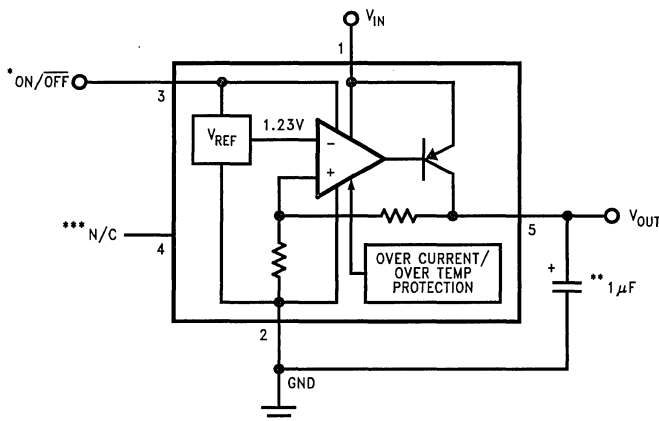 V_IN
1
*ON/OFF
3
1.23V
V_REF
−
+
***N/C
4
5
V_OUT
OVER CURRENT/
OVER TEMP
PROTECTION
+
**1μF
2
GND